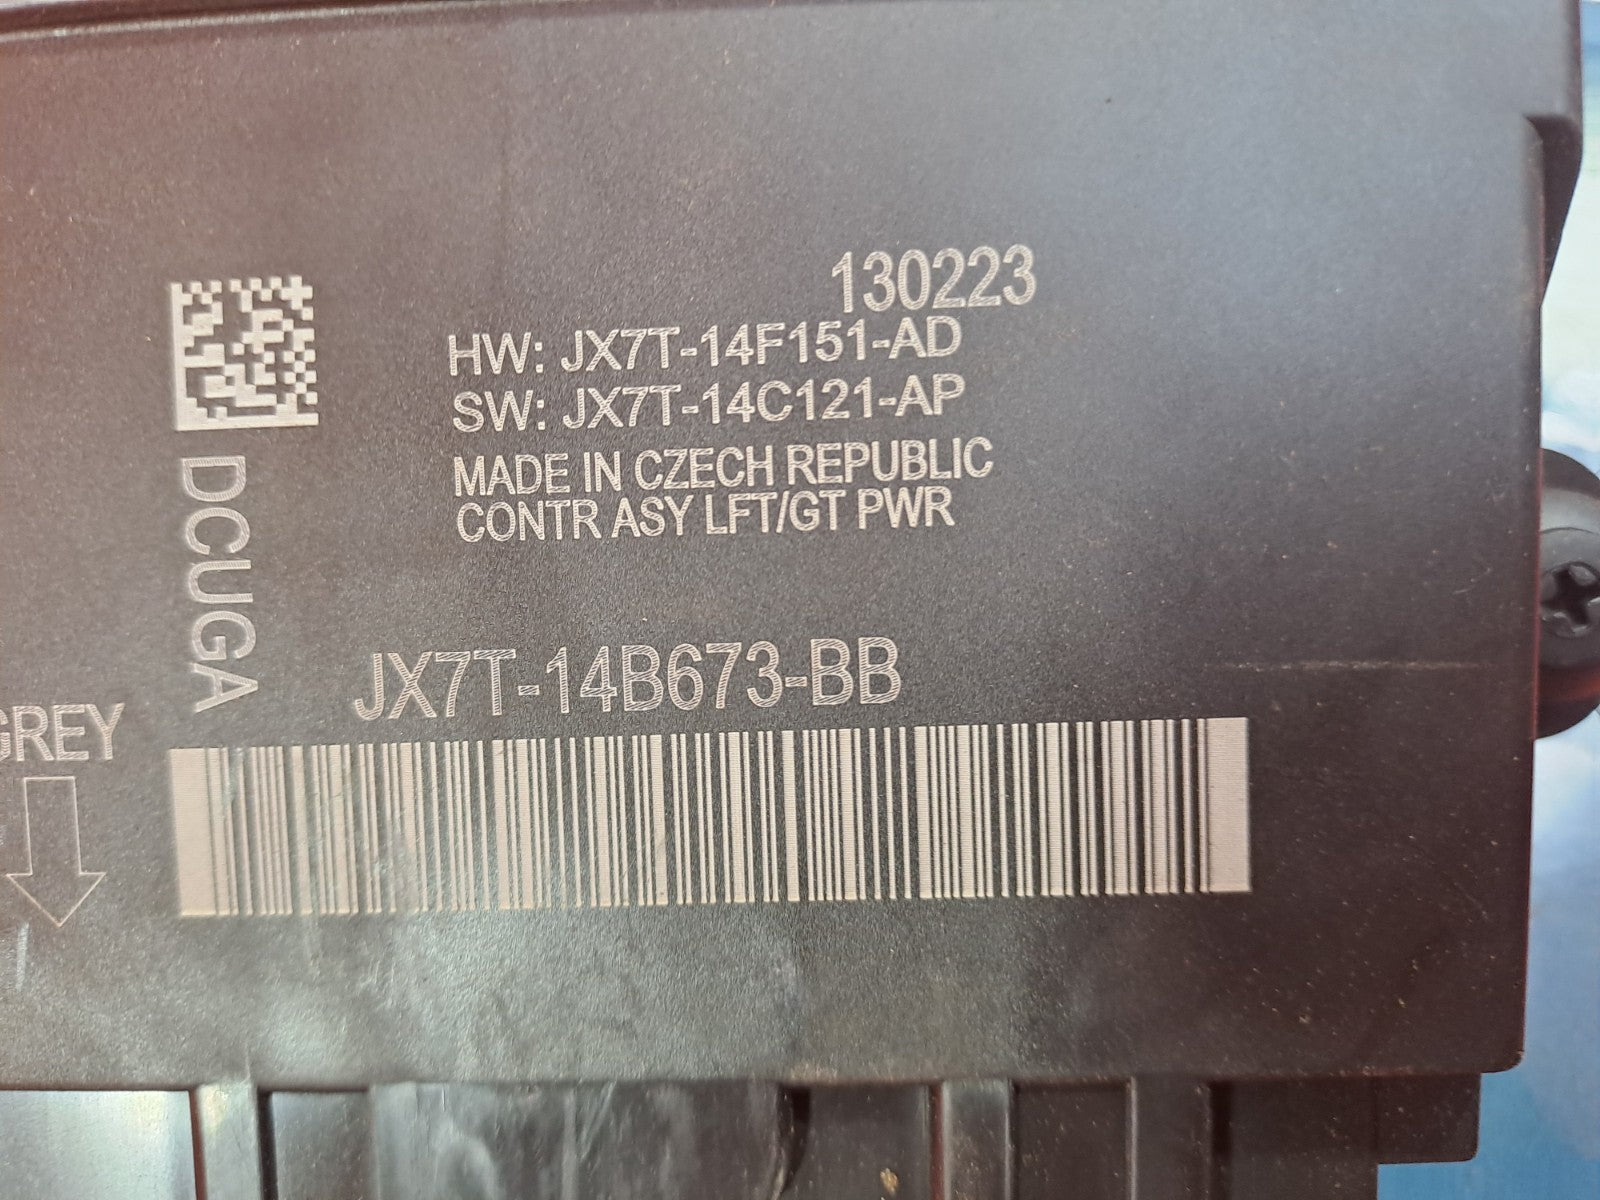 130223
HW: JX7T-14F151-AD
SW: JX7T-14C121-AP
MADE IN CZECH REPUBLIC
CONTR ASY LFT/GT PWR
DCUGA
JX7T-14B673-BB
GREY